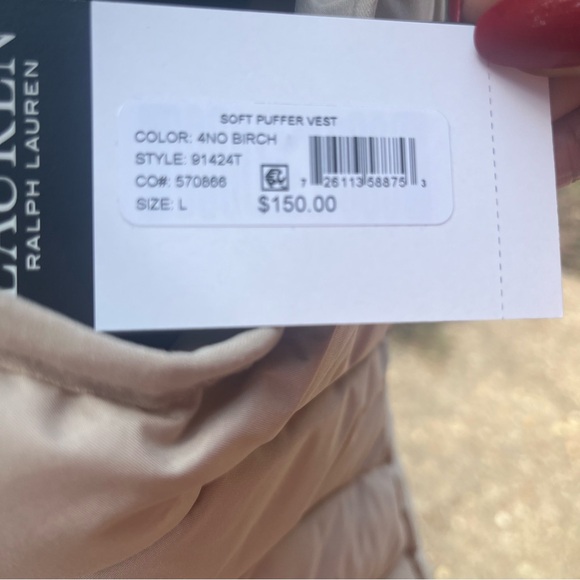 LAUREN
RALPH LAUREN
SOFT PUFFER VEST
COLOR: 4NO BIRCH
STYLE: 91424T
CO#: 570866
SIZE: L
7 26113 58875 3
$150.00